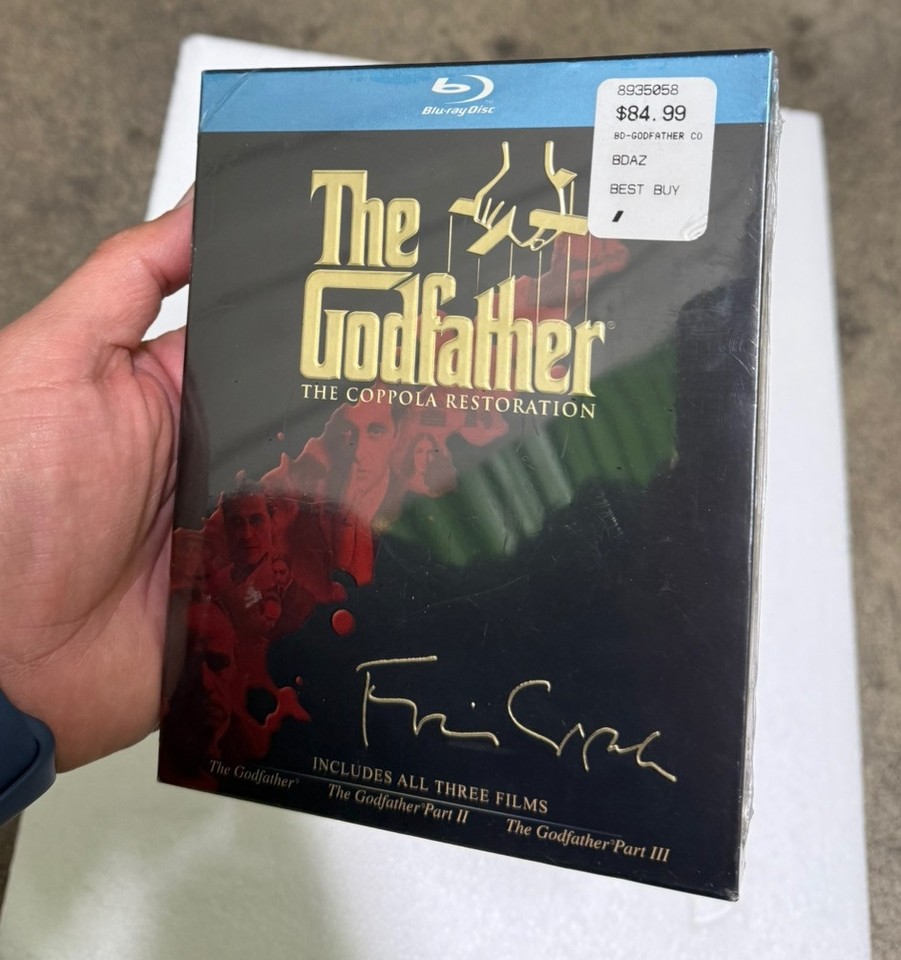 Blu-ray Disc
8935058
$84.99
BD-GODFATHER CO
BDAZ
BEST BUY
The
Godfather®
THE COPPOLA RESTORATION
INCLUDES ALL THREE FILMS
The Godfather®
The Godfather®Part II
The Godfather®Part III